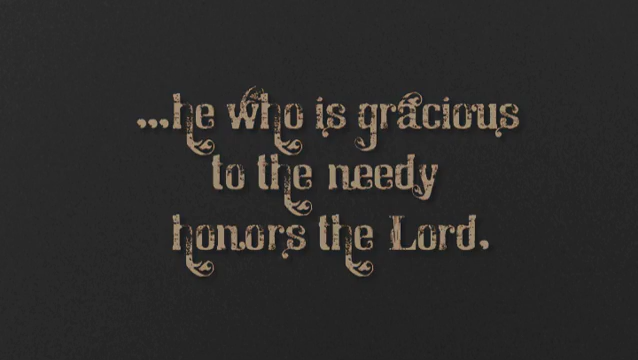 ...he who is gracious
to the needy
honors the Lord.